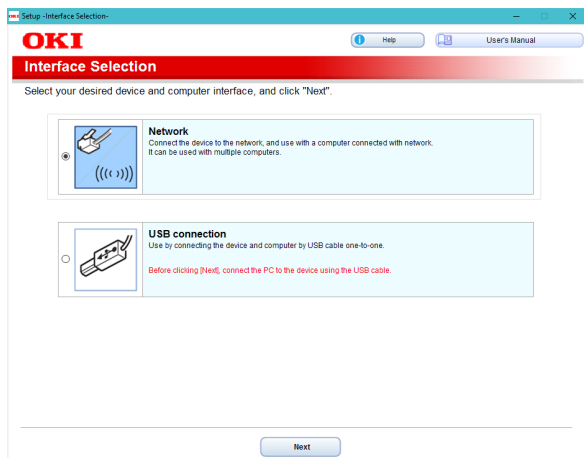 OKI Setup -Interface Selection-
OKI
Help
User's Manual
Interface Selection
Select your desired device and computer interface, and click "Next".
Network
Connect the device to the network, and use with a computer connected with network.
It can be used with multiple computers.
((( )))
USB connection
Use by connecting the device and computer by USB cable one-to-one.
Before clicking [Next], connect the PC to the device using the USB cable.
Next